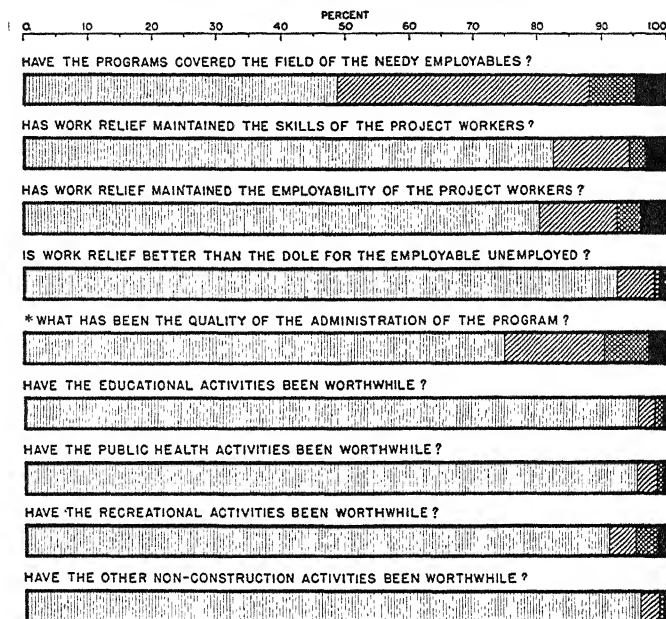 PERCENT
0 10 20 30 40 50 60 70 80 90 100
HAVE THE PROGRAMS COVERED THE FIELD OF THE NEEDY EMPLOYABLES?
HAS WORK RELIEF MAINTAINED THE SKILLS OF THE PROJECT WORKERS?
HAS WORK RELIEF MAINTAINED THE EMPLOYABILITY OF THE PROJECT WORKERS?
IS WORK RELIEF BETTER THAN THE DOLE FOR THE EMPLOYABLE UNEMPLOYED?
*WHAT HAS BEEN THE QUALITY OF THE ADMINISTRATION OF THE PROGRAM?
HAVE THE EDUCATIONAL ACTIVITIES BEEN WORTHWHILE?
HAVE THE PUBLIC HEALTH ACTIVITIES BEEN WORTHWHILE?
HAVE THE RECREATIONAL ACTIVITIES BEEN WORTHWHILE?
HAVE THE OTHER NON-CONSTRUCTION ACTIVITIES BEEN WORTHWHILE?